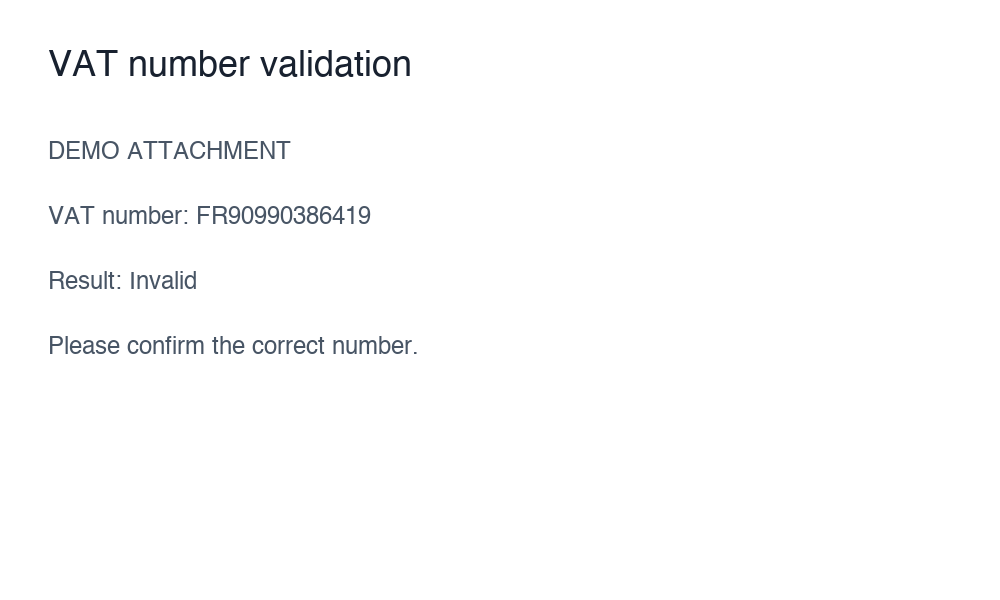 VAT number validation
DEMO ATTACHMENT
VAT number: FR90990386419
Result: Invalid
Please confirm the correct number.